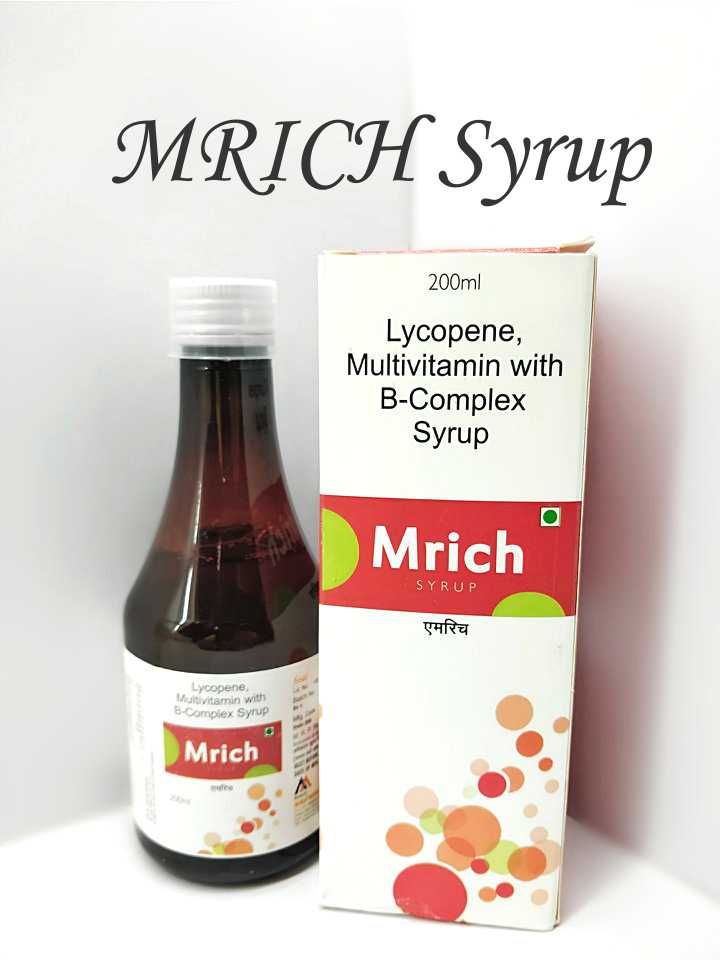 MRICH Syrup
200ml
Lycopene,
Multivitamin with
B-Complex
Syrup
Mrich
SYRUP
एमरिच
Lycopene,
Multivitamin with
B-Complex Syrup
Mrich
एमरिच
200ml